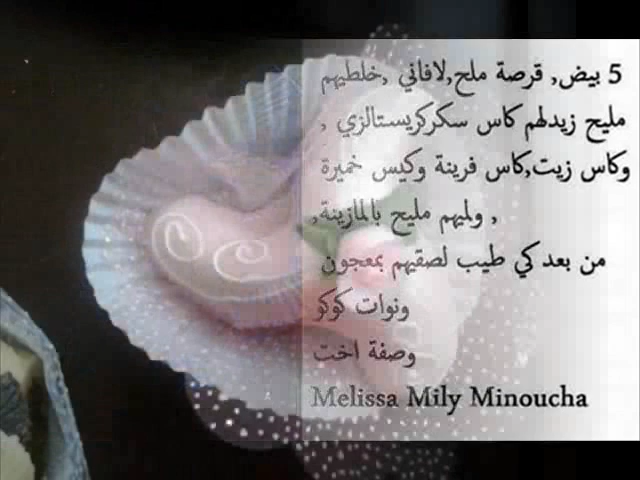 5 بيض, قرصة ملح,لافاني ,خلطيهم
مليح زيدلهم كاس سكركريستالزي ,
وكاس زيت,كاس فرينة وكيس خميرة
, ولميهم مليح بالمازينة,
من بعد كي طيب لصقيهم بمعجون
ونوات كوكو
وصفة اخت
Melissa Mily Minoucha